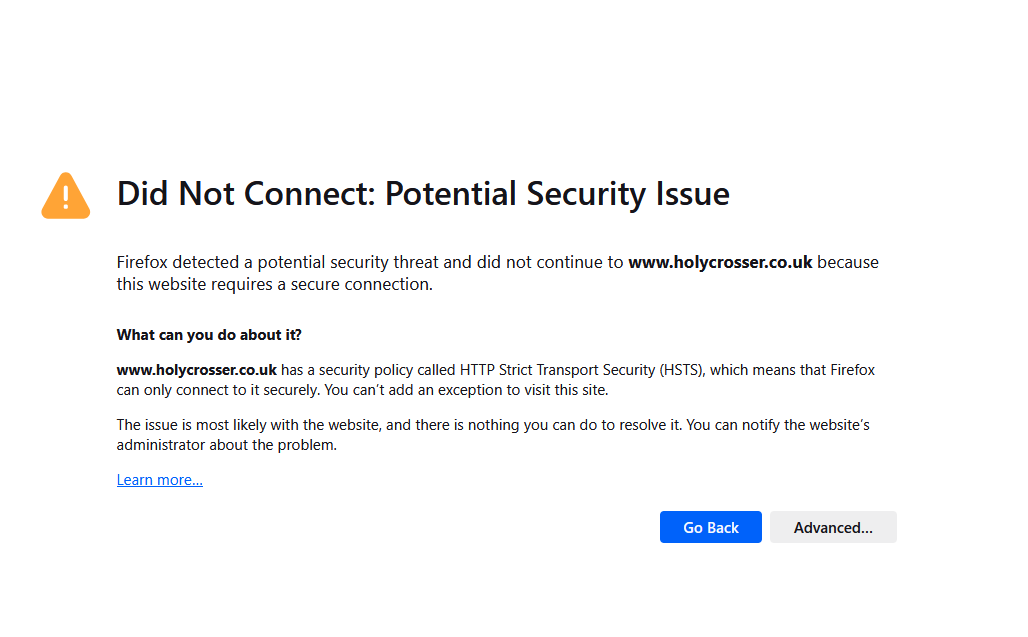 Did Not Connect: Potential Security Issue
Firefox detected a potential security threat and did not continue to www.holycrosser.co.uk because
this website requires a secure connection.
What can you do about it?
www.holycrosser.co.uk has a security policy called HTTP Strict Transport Security (HSTS), which means that Firefox
can only connect to it securely. You can’t add an exception to visit this site.
The issue is most likely with the website, and there is nothing you can do to resolve it. You can notify the website’s
administrator about the problem.
Learn more…
Go Back Advanced…